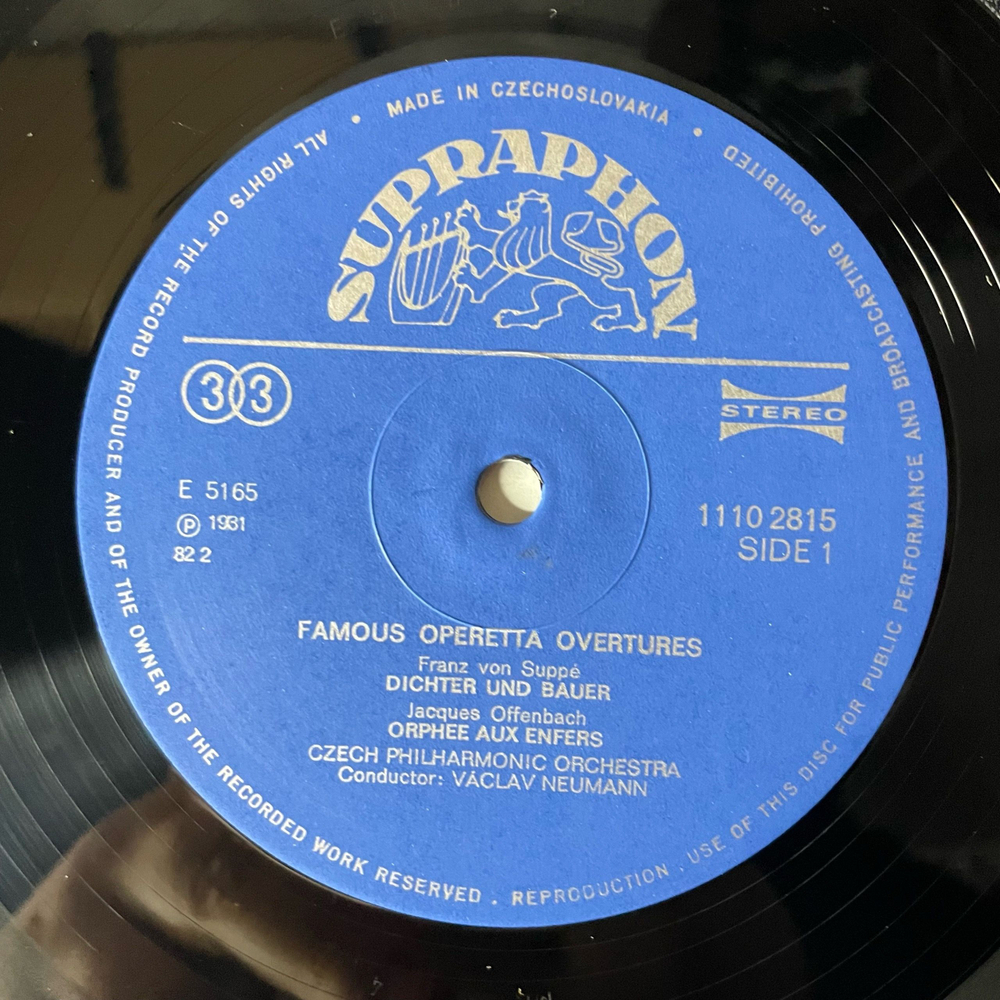 MADE IN CZECHOSLOVAKIA
ALL RIGHTS OF THE RECORD PRODUCER AND OF THE OWNER OF THE RECORDED WORK RESERVED . REPRODUCTION . USE OF THIS DISC FOR PUBLIC PERFORMANCE AND BROADCASTING PROHIBITED
SUPRAPHON
33
STEREO
E 5165
Ⓟ 1931
82 2
1110 2815
SIDE 1
FAMOUS OPERETTA OVERTURES
Franz von Suppé
DICHTER UND BAUER
Jacques Offenbach
ORPHEE AUX ENFERS
CZECH PHILHARMONIC ORCHESTRA
Conductor: VÁCLAV NEUMANN